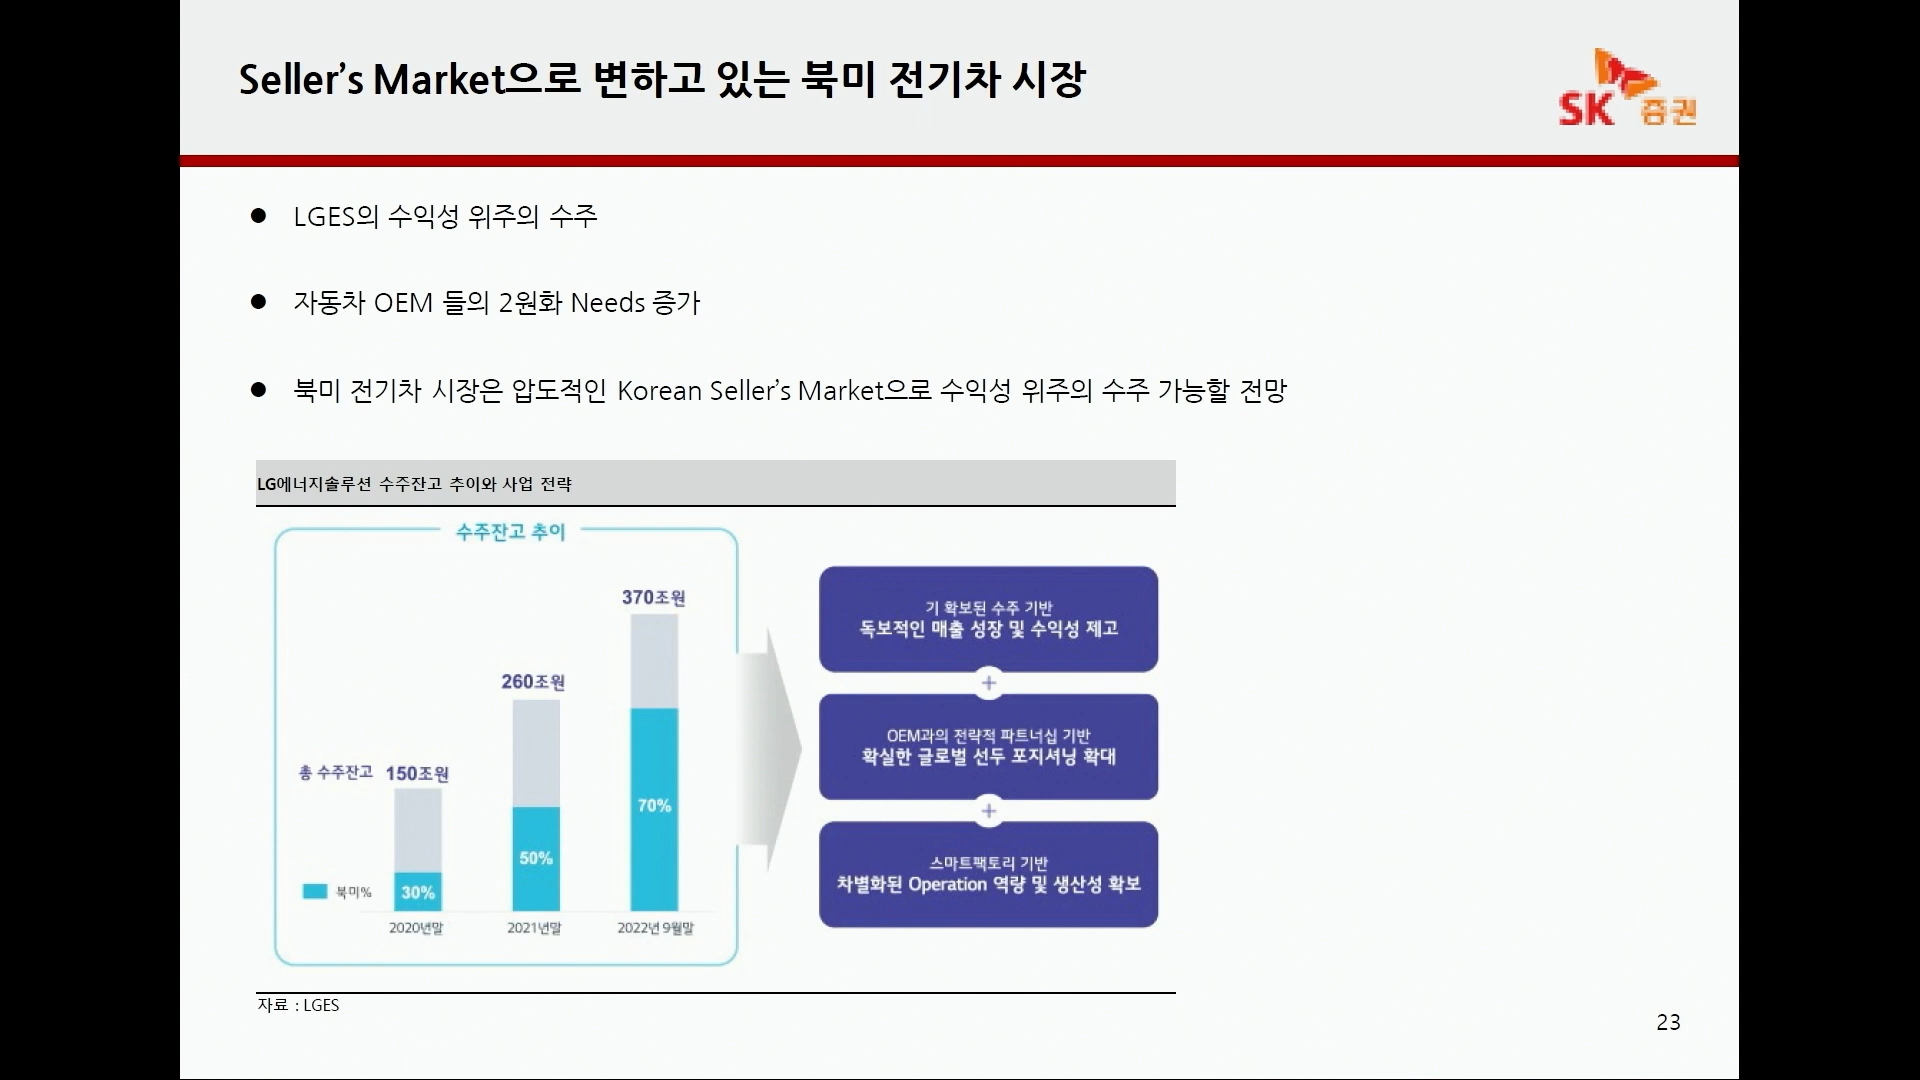 Seller’s Market으로 변하고 있는 북미 전기차 시장
SK 증권
● LGES의 수익성 위주의 수주
● 자동차 OEM 들의 2원화 Needs 증가
● 북미 전기차 시장은 압도적인 Korean Seller’s Market으로 수익성 위주의 수주 가능할 전망
LG에너지솔루션 수주잔고 추이와 사업 전략
수주잔고 추이
370조원
260조원
총 수주잔고 150조원
70%
50%
북미% 30%
2020년말 2021년말 2022년 9월말
기 확보된 수주 기반
독보적인 매출 성장 및 수익성 제고
+
OEM과의 전략적 파트너십 기반
확실한 글로벌 선두 포지셔닝 확대
+
스마트팩토리 기반
차별화된 Operation 역량 및 생산성 확보
자료 : LGES
23